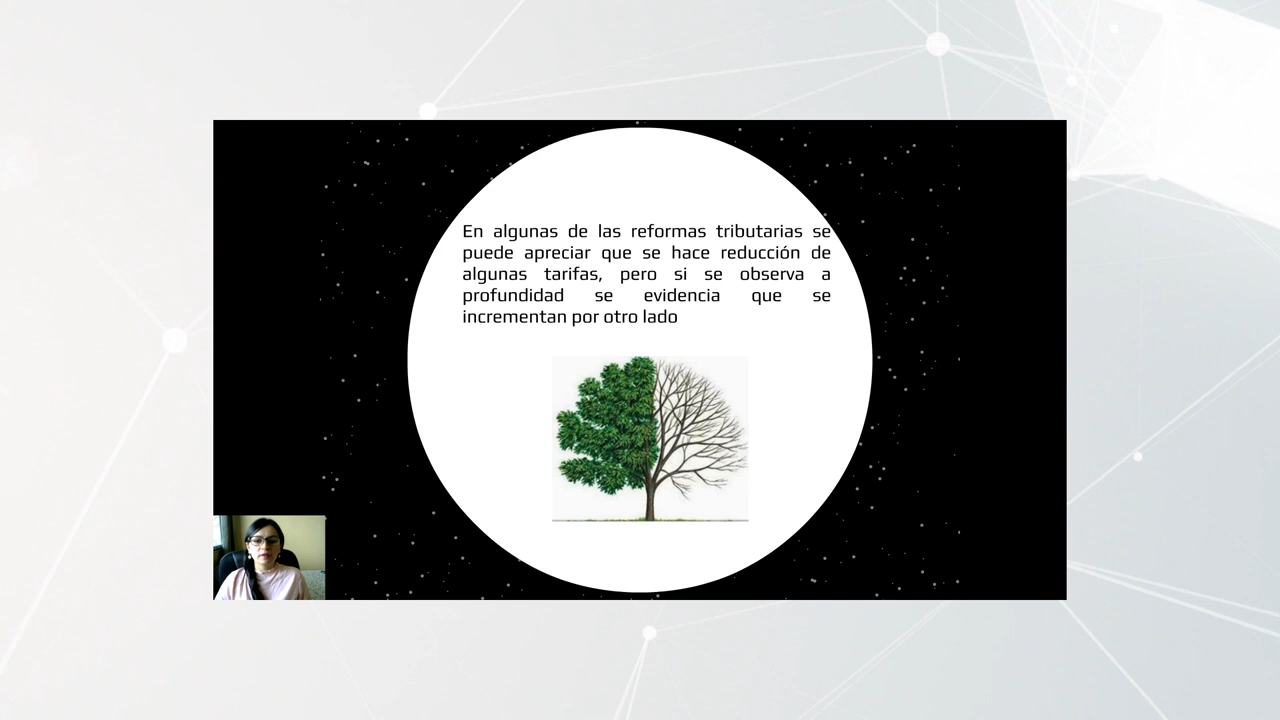 En algunas de las reformas tributarias se
puede apreciar que se hace reducción de
algunas tarifas, pero si se observa a
profundidad se evidencia que se
incrementan por otro lado